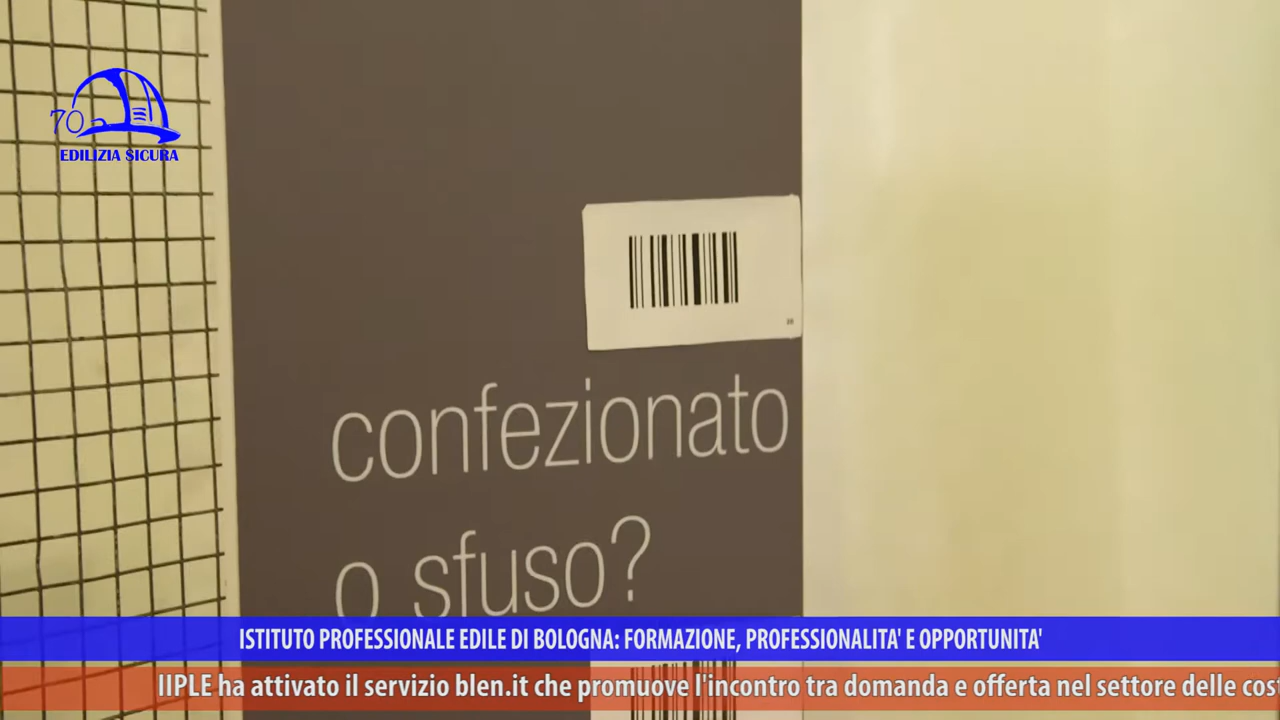 70
EDILIZIA SICURA
confezionato
o sfuso?
ISTITUTO PROFESSIONALE EDILE DI BOLOGNA: FORMAZIONE, PROFESSIONALITA' E OPPORTUNITA'
IIPLE ha attivato il servizio blen.it che promuove l'incontro tra domanda e offerta nel settore delle cost